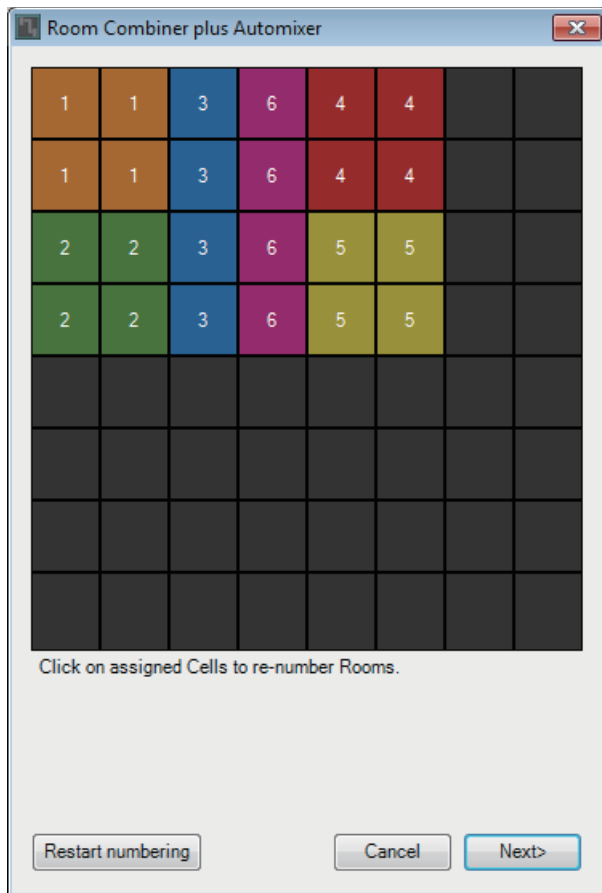 Room Combiner plus Automixer
1 1 3 6 4 4
1 1 3 6 4 4
2 2 3 6 5 5
2 2 3 6 5 5
Click on assigned Cells to re-number Rooms.
Restart numbering Cancel Next>